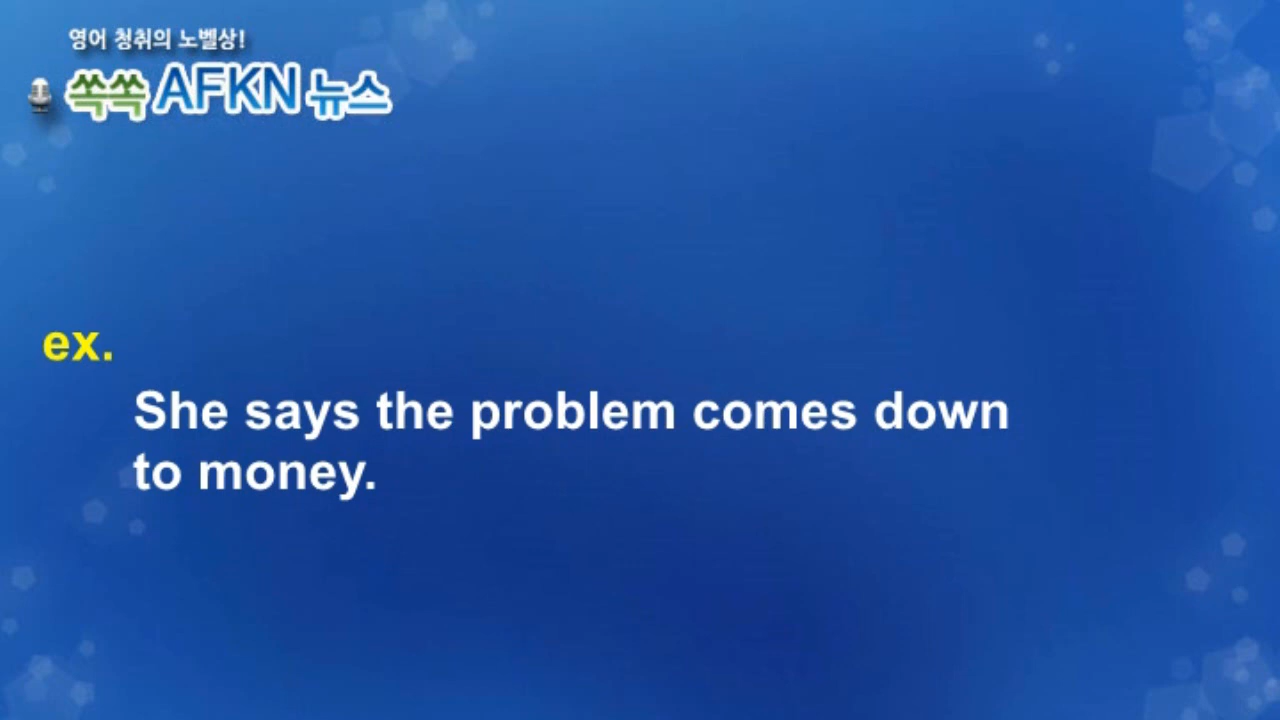 영어 청취의 노벨상!
쏙쏙 AFKN 뉴스
ex.
She says the problem comes down
to money.